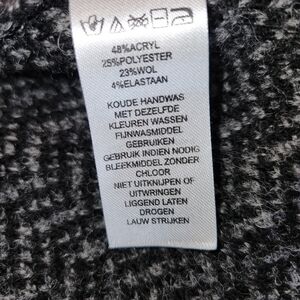 48%ACRYL
25%POLYESTER
23%WOL
4%ELASTAAN
KOUDE HANDWAS
MET DEZELFDE
KLEUREN WASSEN
FIJNWASMIDDEL
GEBRUIKEN
GEBRUIK INDIEN NODIG
BLEEKMIDDEL ZONDER
CHLOOR
NIET UITKNIJPEN OF
UITWRINGEN
LIGGEND LATEN
DROGEN
LAUW STRIJKEN